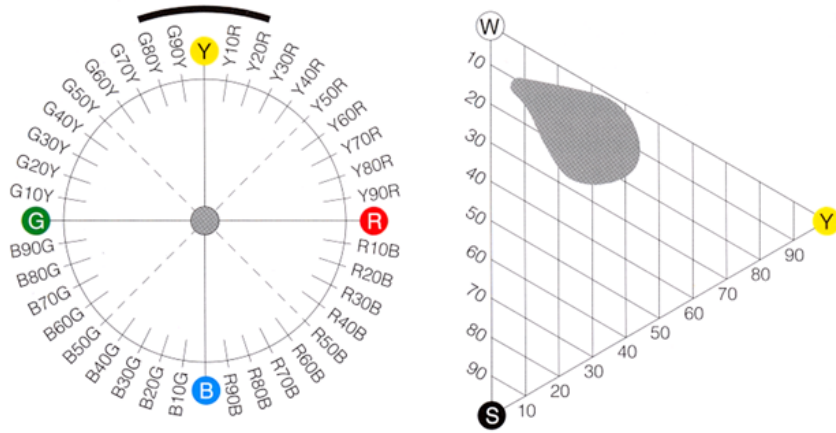 Y
Y10R
Y20R
Y30R
Y40R
Y50R
Y60R
Y70R
Y80R
Y90R
R
R10B
R20B
R30B
R40B
R50B
R60B
R70B
R80B
R90B
B
B10G
B20G
B30G
B40G
B50G
B60G
B70G
B80G
B90G
G
G10Y
G20Y
G30Y
G40Y
G50Y
G60Y
G70Y
G80Y
G90Y
W
10
20
30
40
50
60
70
80
90
S
10
20
30
40
50
60
70
80
90
Y